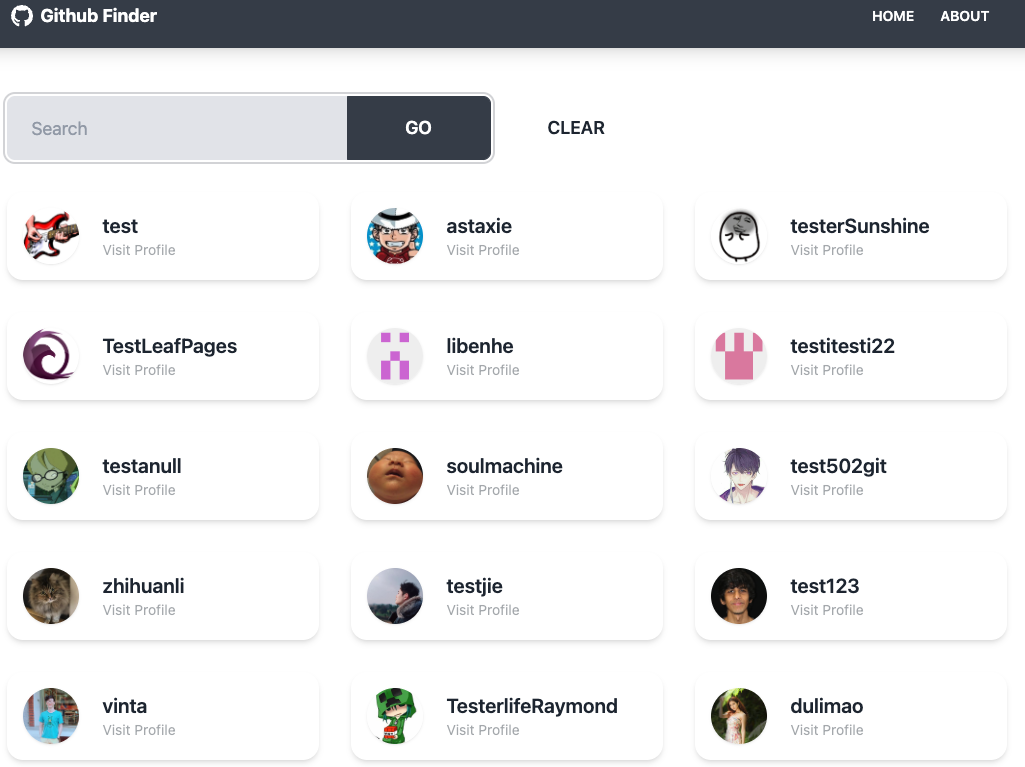 Github Finder
HOME
ABOUT
Search
GO
CLEAR
test
Visit Profile
astaxie
Visit Profile
testerSunshine
Visit Profile
TestLeafPages
Visit Profile
libenhe
Visit Profile
testitesti22
Visit Profile
testanull
Visit Profile
soulmachine
Visit Profile
test502git
Visit Profile
zhihuanli
Visit Profile
testjie
Visit Profile
test123
Visit Profile
vinta
Visit Profile
TesterlifeRaymond
Visit Profile
dulimao
Visit Profile